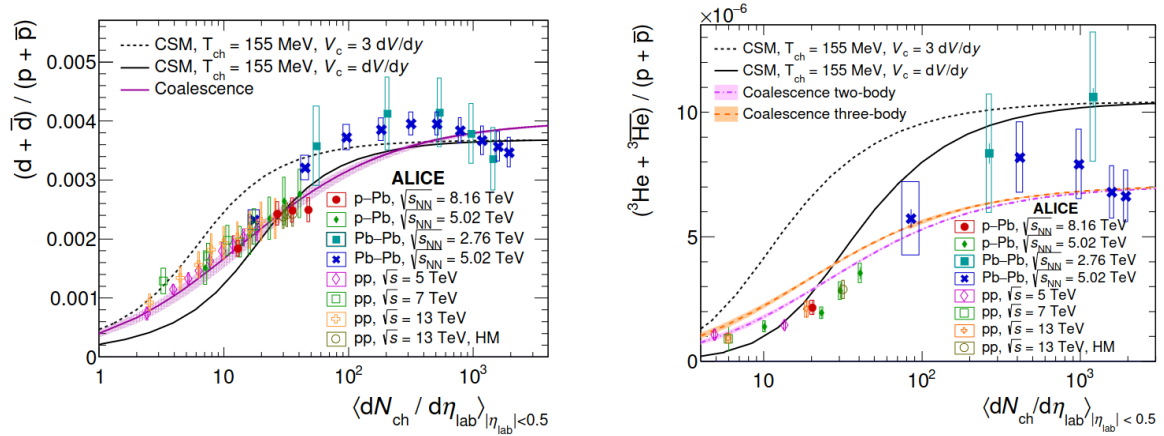 (d + d̅) / (p + p̅)
0.005
0.004
0.003
0.002
0.001
0
CSM, T_ch = 155 MeV, V_c = 3 dV/dy
CSM, T_ch = 155 MeV, V_c = dV/dy
Coalescence
ALICE
p–Pb, √s_NN = 8.16 TeV
p–Pb, √s_NN = 5.02 TeV
Pb–Pb, √s_NN = 2.76 TeV
Pb–Pb, √s_NN = 5.02 TeV
pp, √s = 5 TeV
pp, √s = 7 TeV
pp, √s = 13 TeV
pp, √s = 13 TeV, HM
1 10 10² 10³
⟨dN_ch / dη_lab⟩_|η_lab|<0.5
×10⁻⁶
(³He + ³H̅e̅) / (p + p̅)
10
5
0
CSM, T_ch = 155 MeV, V_c = 3 dV/dy
CSM, T_ch = 155 MeV, V_c = dV/dy
Coalescence two-body
Coalescence three-body
ALICE
p–Pb, √s_NN = 8.16 TeV
p–Pb, √s_NN = 5.02 TeV
Pb–Pb, √s_NN = 2.76 TeV
Pb–Pb, √s_NN = 5.02 TeV
pp, √s = 5 TeV
pp, √s = 7 TeV
pp, √s = 13 TeV
pp, √s = 13 TeV, HM
10 10² 10³
⟨dN_ch/dη_lab⟩_|η_lab| < 0.5